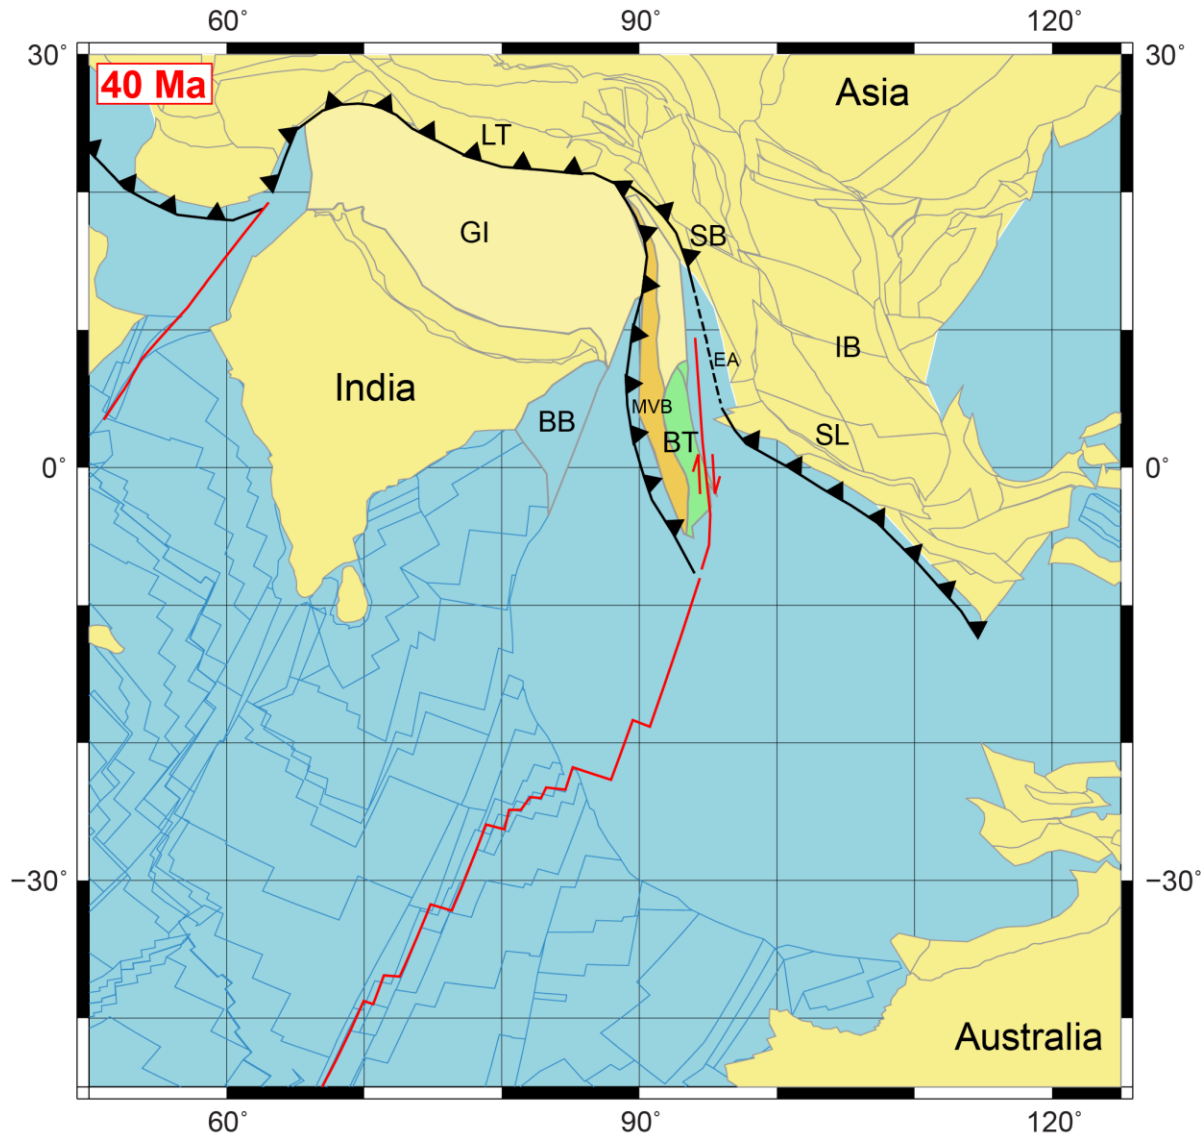 60° 90° 120°
30° 30°
40 Ma
Asia
LT
GI
SB
IB
EA
India
MVB
BB
SL
BT
0° 0°
−30° −30°
Australia
60° 90° 120°